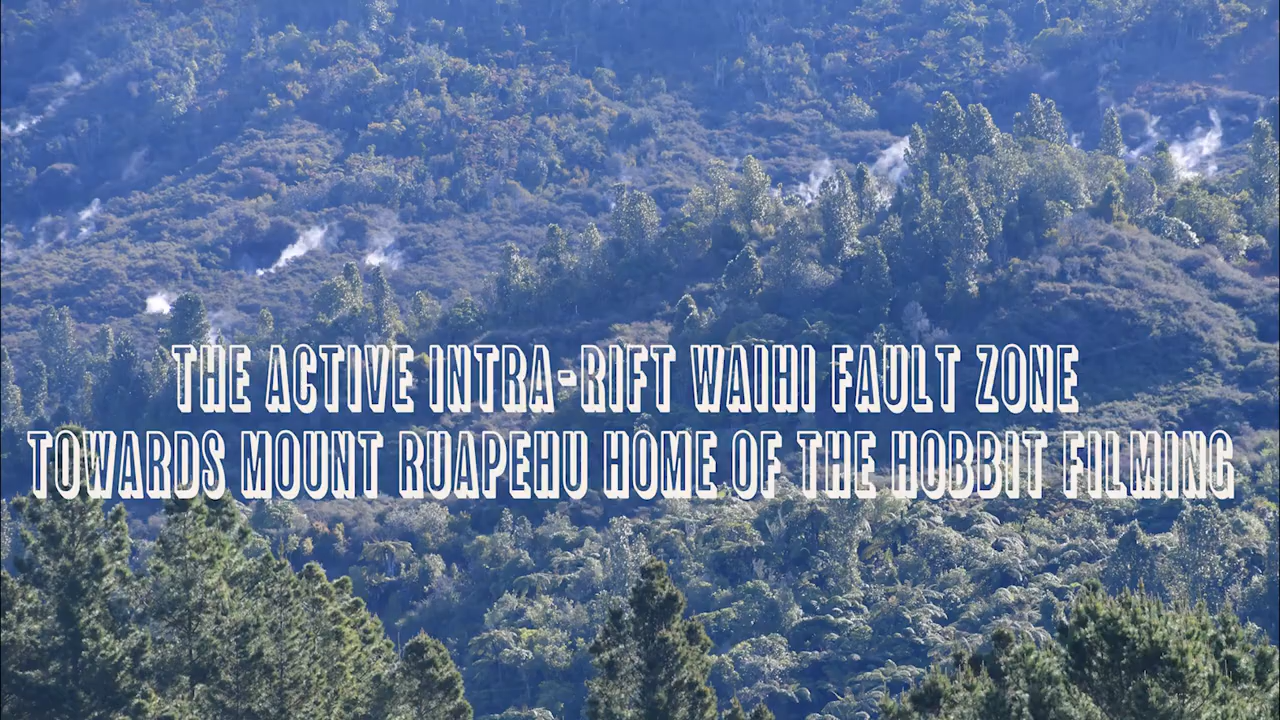 THE ACTIVE INTRA-RIFT WAIHI FAULT ZONE
TOWARDS MOUNT RUAPEHU HOME OF THE HOBBIT FILMING